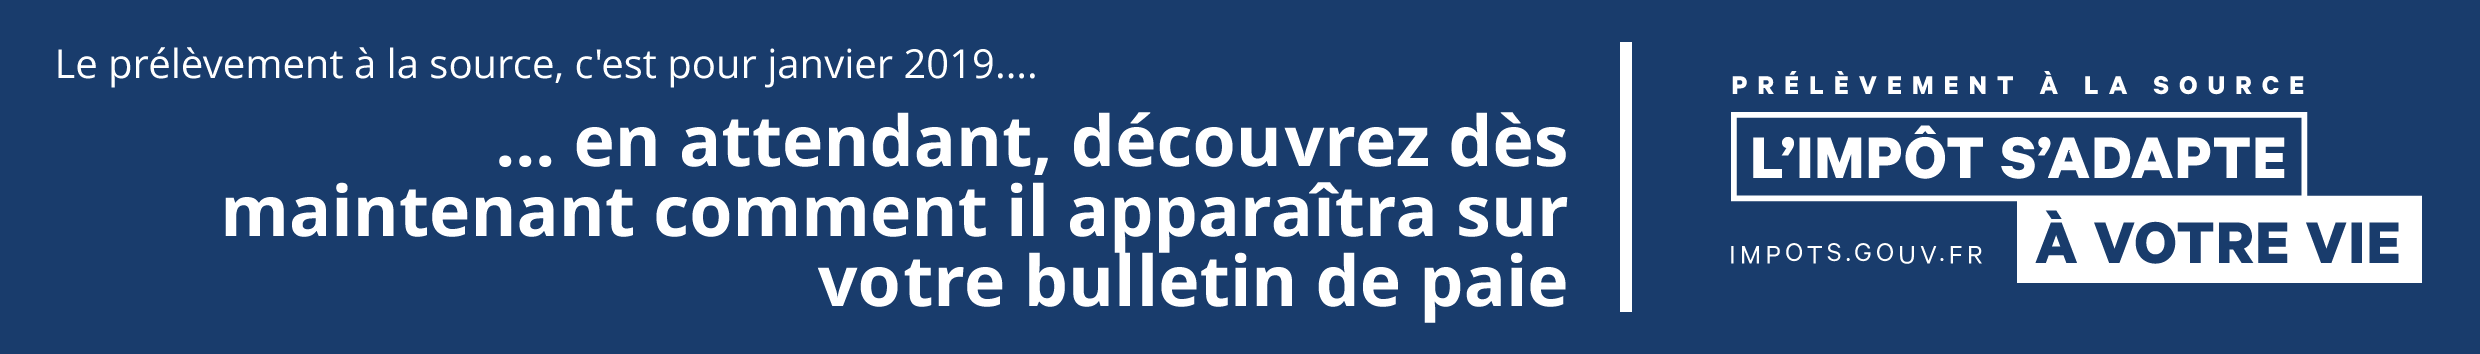 Le prélèvement à la source, c'est pour janvier 2019....
... en attendant, découvrez dès
maintenant comment il apparaîtra sur
votre bulletin de paie
PRÉLÈVEMENT À LA SOURCE
L’IMPÔT S’ADAPTE
À VOTRE VIE
IMPOTS.GOUV.FR